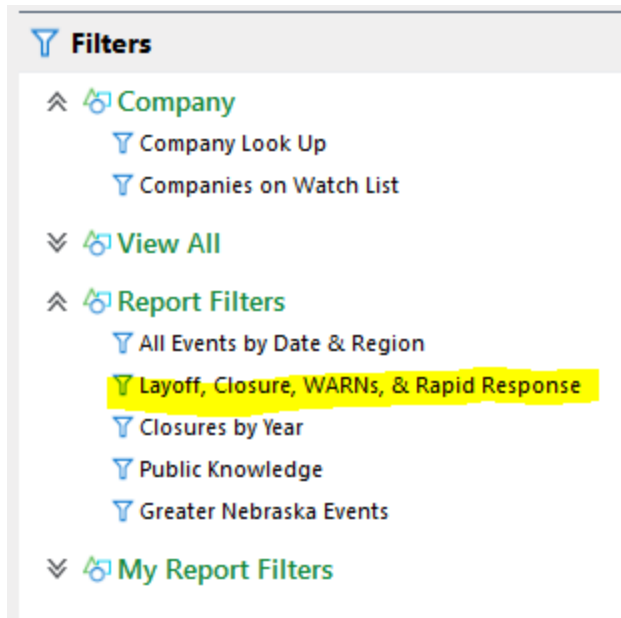 Filters
Company
Company Look Up
Companies on Watch List
View All
Report Filters
All Events by Date & Region
Layoff, Closure, WARNs, & Rapid Response
Closures by Year
Public Knowledge
Greater Nebraska Events
My Report Filters